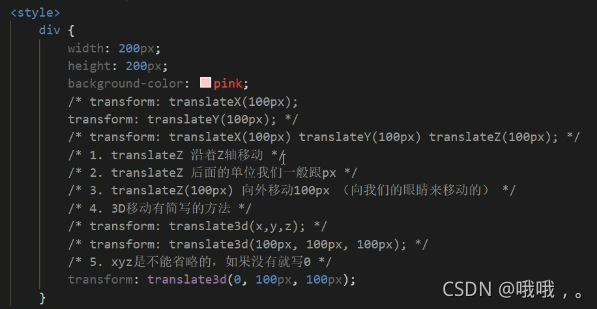 <style>
div {
width: 200px;
height: 200px;
background-color: pink;
/* transform: translateX(100px);
transform: translateY(100px); */
/* transform: translateX(100px) translateY(100px) translateZ(100px); */
/* 1. translateZ 沿着Z轴移动 */
/* 2. translateZ 后面的单位我们一般跟px */
/* 3. translateZ(100px) 向外移动100px （向我们的眼睛来移动的） */
/* 4. 3D移动有简写的方法 */
/* transform: translate3d(x,y,z); */
/* transform: translate3d(100px, 100px, 100px); */
/* 5. xyz是不能省略的，如果没有就写0 */
transform: translate3d(0, 100px, 100px);
}
CSDN @哦哦，。